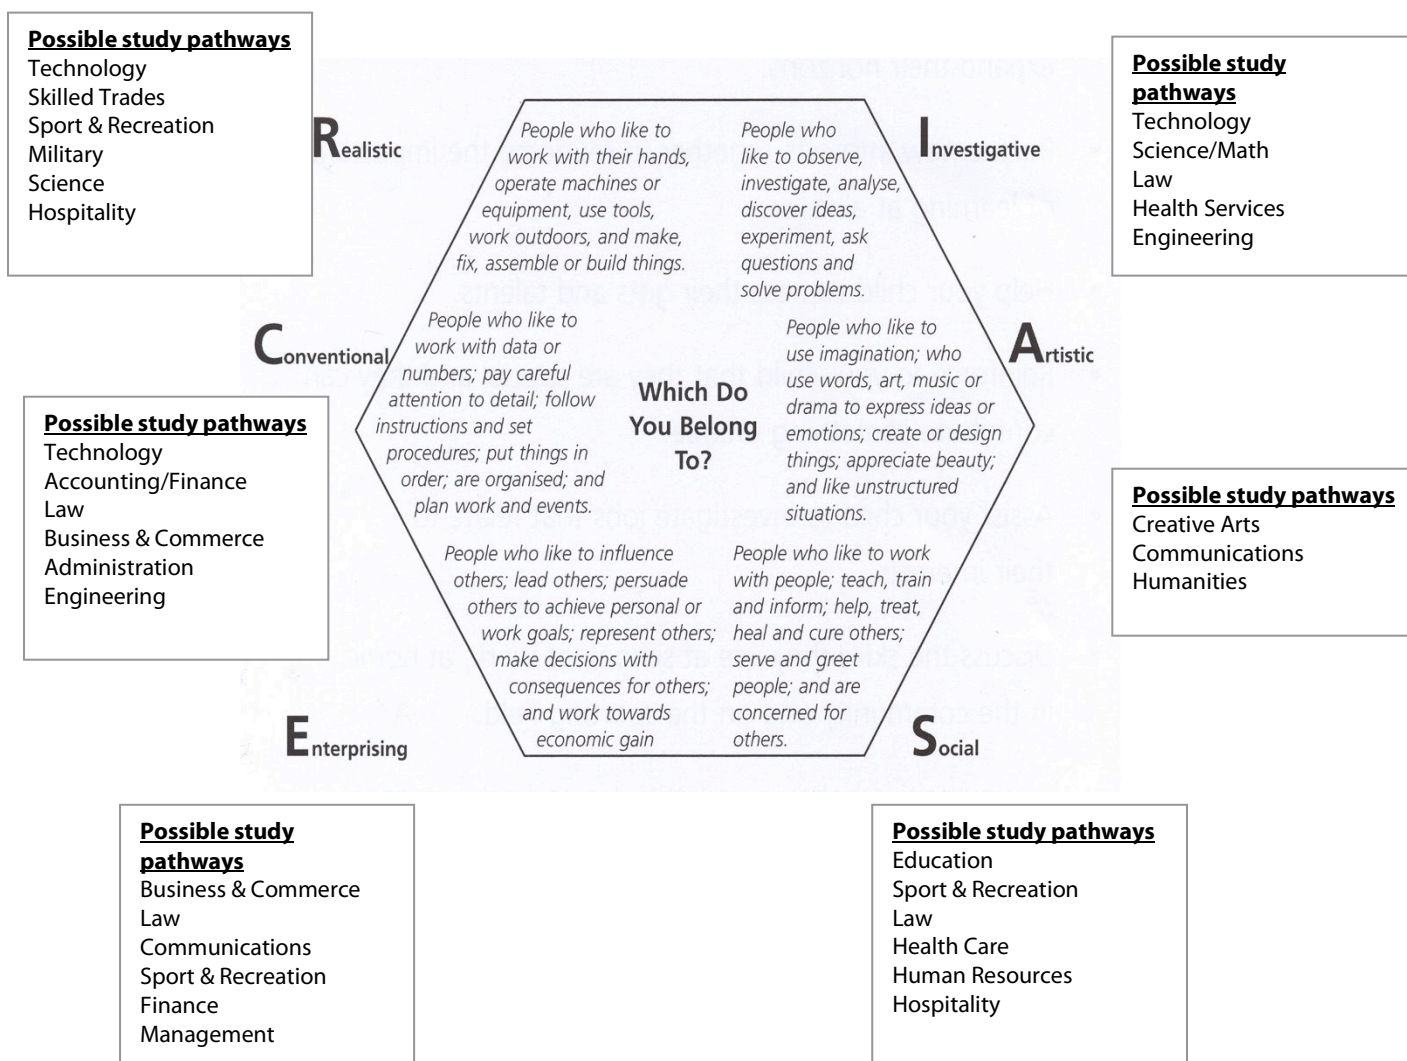 Possible study pathways
Technology
Skilled Trades
Sport & Recreation
Military
Science
Hospitality
Possible study
pathways
Technology
Science/Math
Law
Health Services
Engineering
Realistic
People who like to
work with their hands,
operate machines or
equipment, use tools,
work outdoors, and make,
fix, assemble or build things.
People who
like to observe,
investigate, analyse,
discover ideas,
experiment, ask
questions and
solve problems.
Investigative
Conventional
People who like to
work with data or
numbers; pay careful
attention to detail; follow
instructions and set
procedures; put things in
order; are organised; and
plan work and events.
Which Do
You Belong
To?
People who like to
use imagination; who
use words, art, music or
drama to express ideas or
emotions; create or design
things; appreciate beauty;
and like unstructured
situations.
Artistic
Possible study pathways
Technology
Accounting/Finance
Law
Business & Commerce
Administration
Engineering
Possible study pathways
Creative Arts
Communications
Humanities
People who like to influence
others; lead others; persuade
others to achieve personal or
work goals; represent others;
make decisions with
consequences for others;
and work towards
economic gain
People who like to work
with people; teach, train
and inform; help, treat,
heal and cure others;
serve and greet
people; and are
concerned for
others.
Enterprising
Social
Possible study
pathways
Business & Commerce
Law
Communications
Sport & Recreation
Finance
Management
Possible study pathways
Education
Sport & Recreation
Law
Health Care
Human Resources
Hospitality